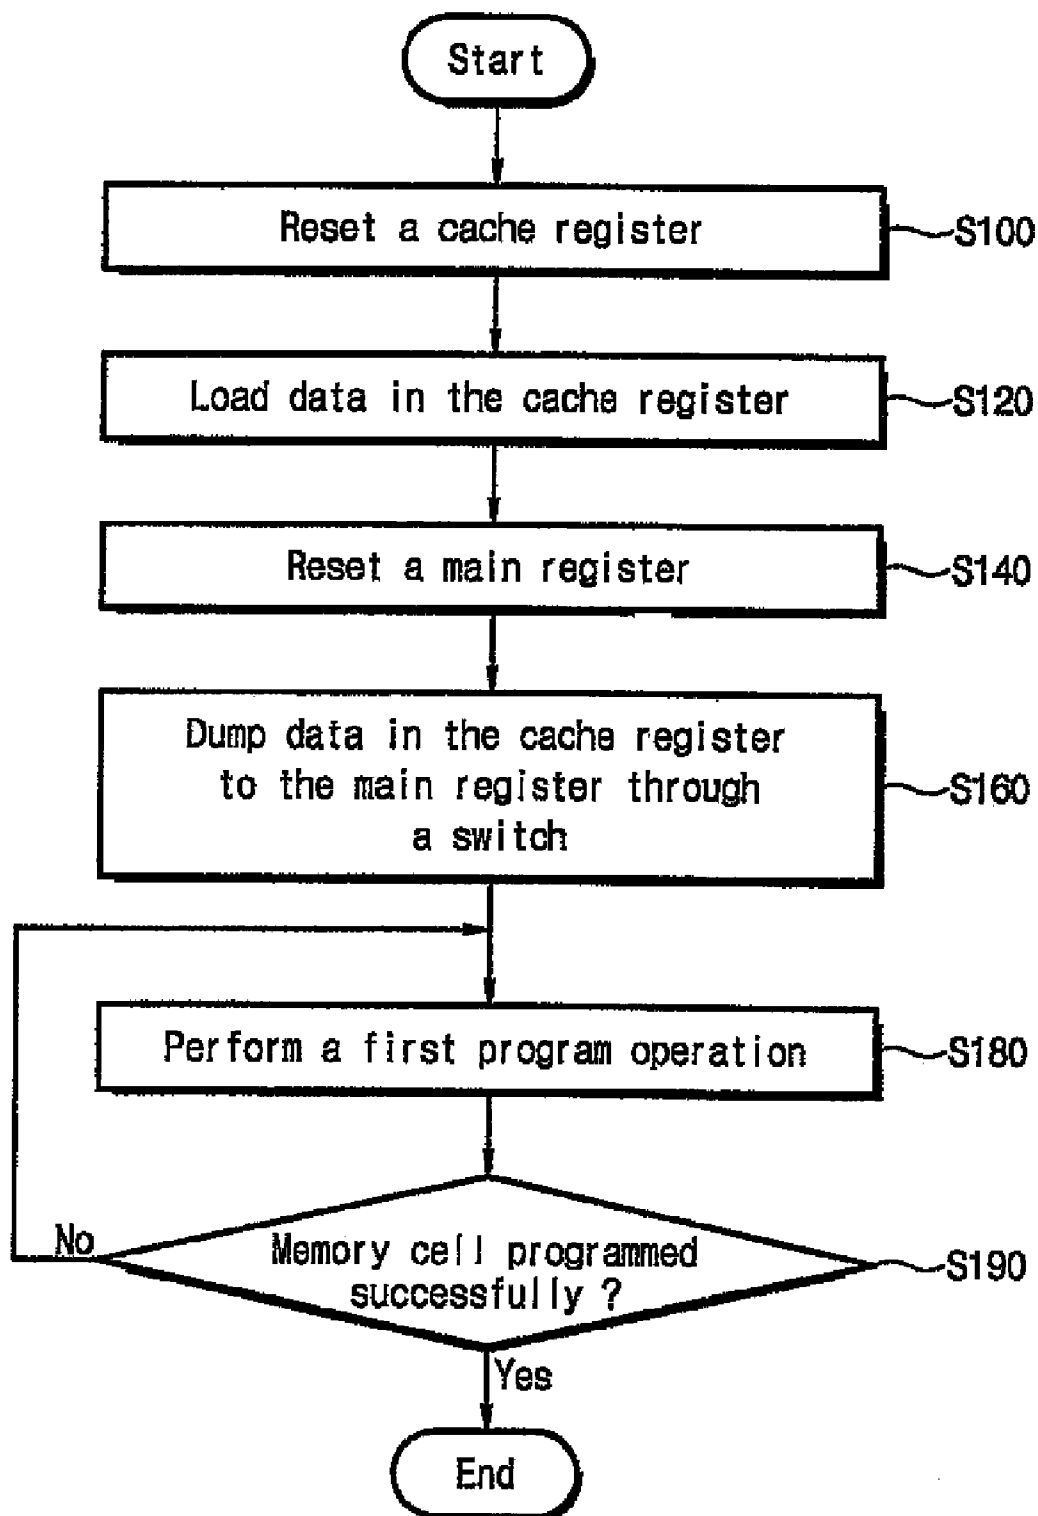 Start
Reset a cache register
S100
Load data in the cache register
S120
Reset a main register
S140
Dump data in the cache register
to the main register through
a switch
S160
Perform a first program operation
S180
No
Memory cell programmed
successfully ?
S190
Yes
End